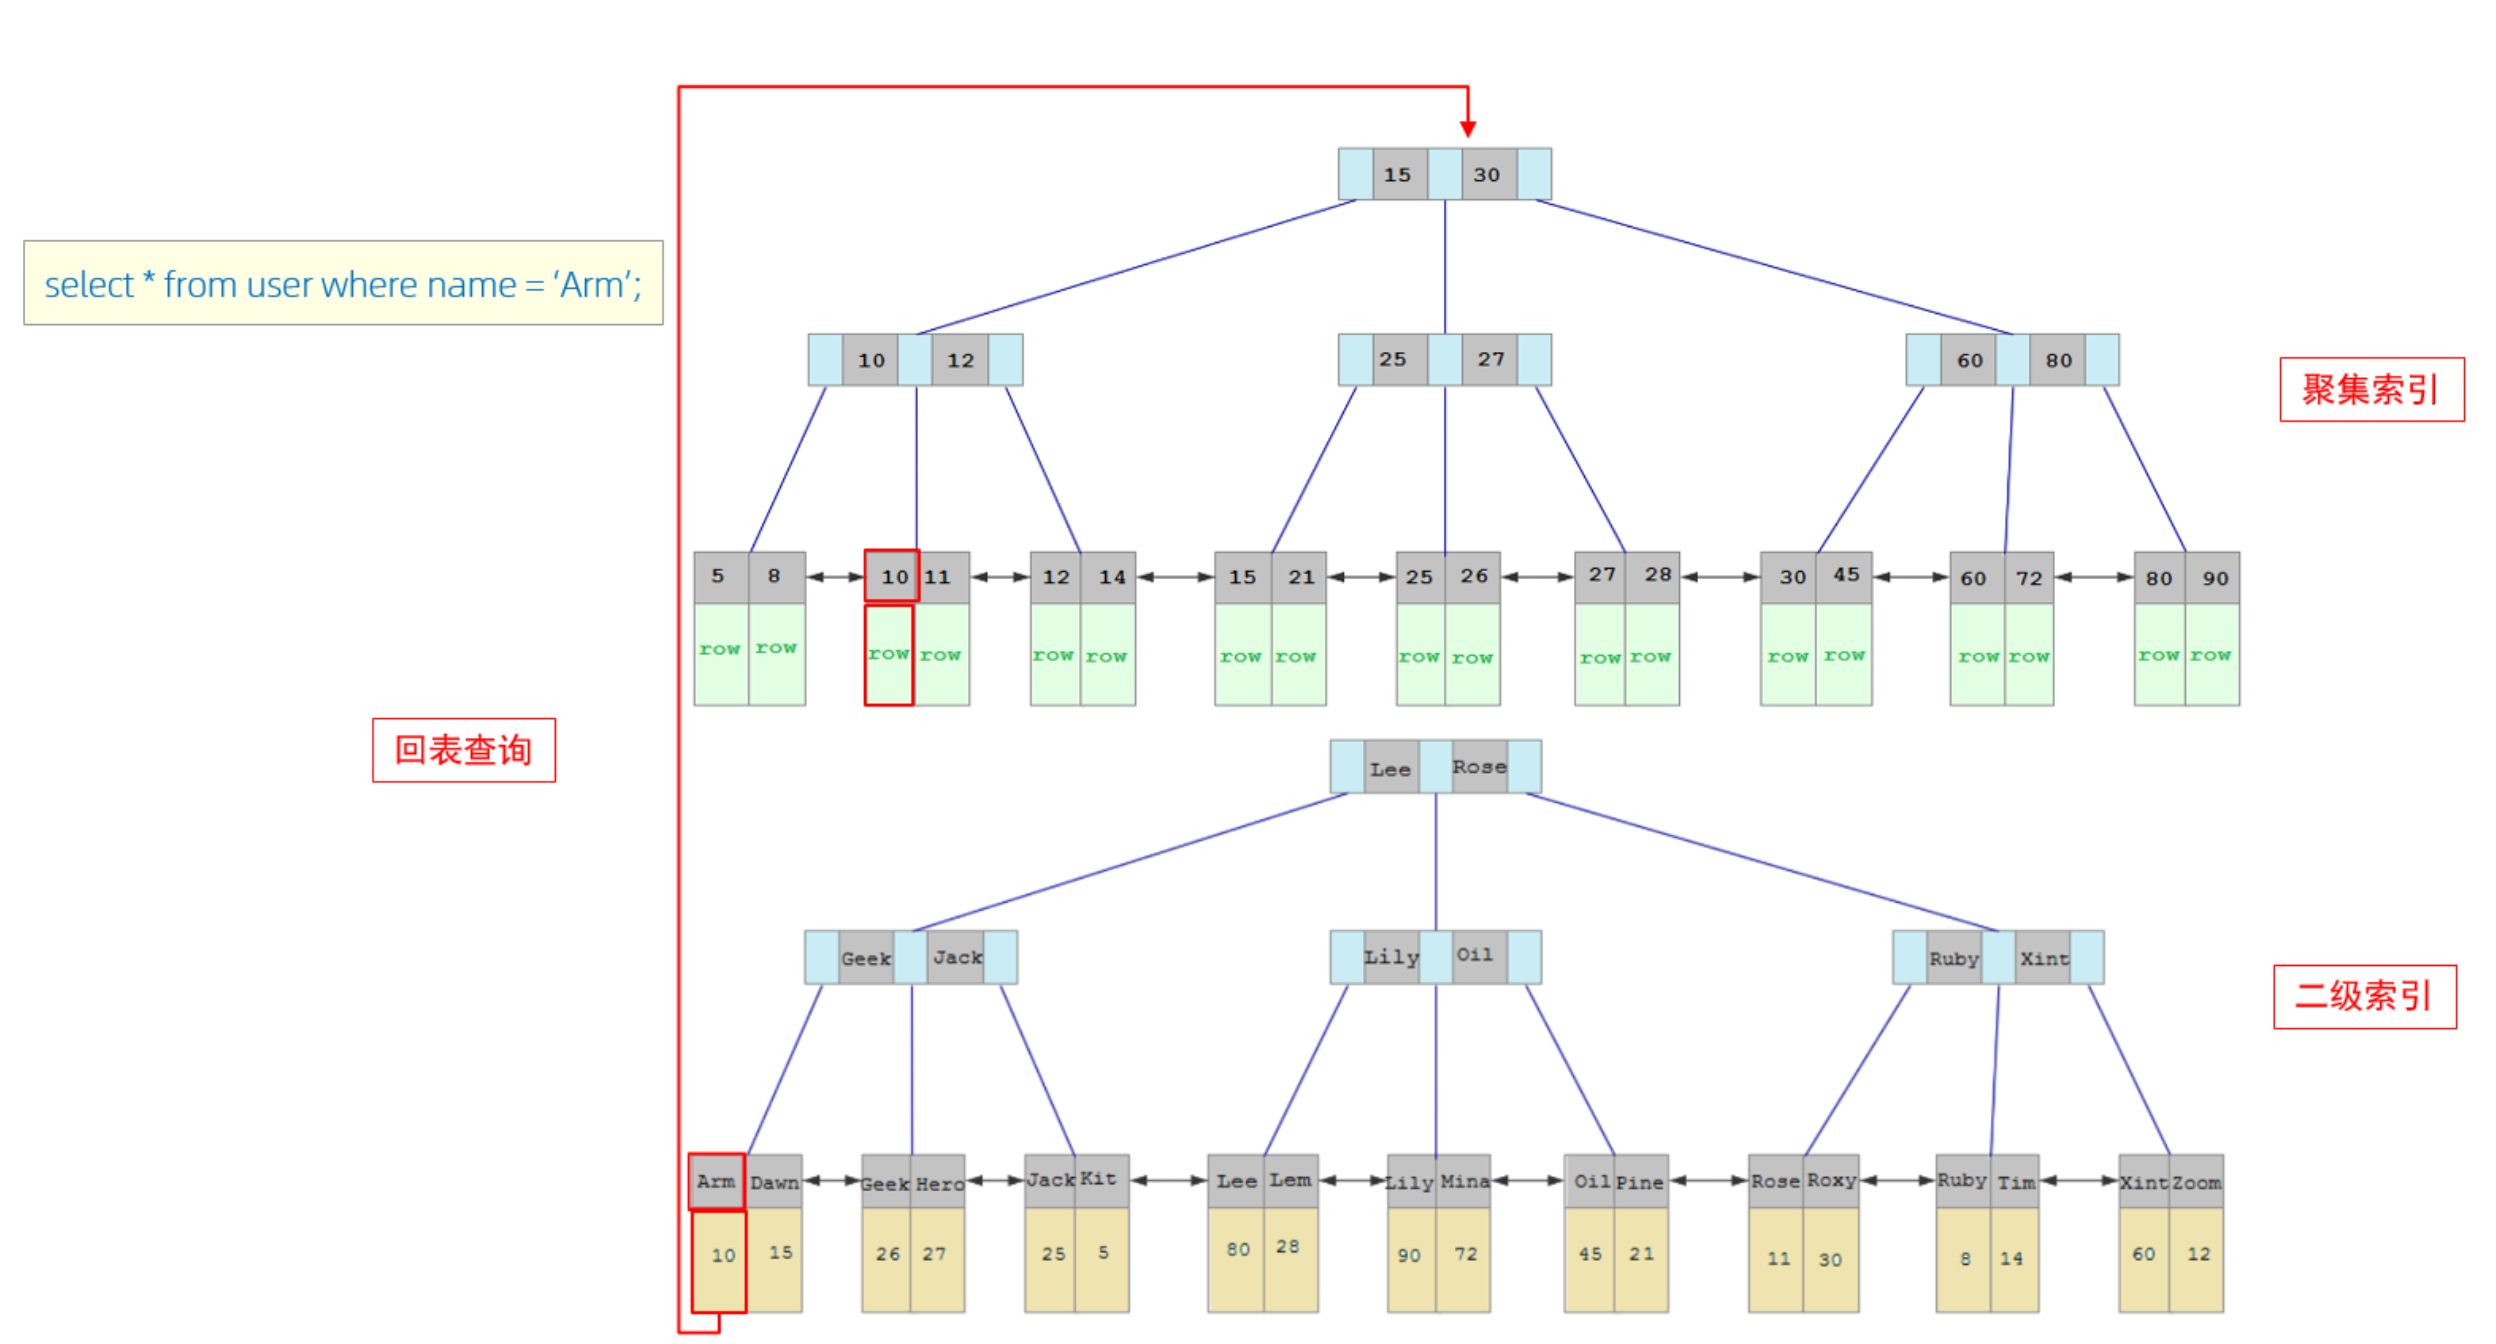 15 30
select * from user where name = ‘Arm’;
10 12 25 27 60 80
聚集索引
5 8 10 11 12 14 15 21 25 26 27 28 30 45 60 72 80 90
row row row row row row row row row row row row row row row row row row
回表查询
Lee Rose
Geek Jack Lily Oil Ruby Xint
二级索引
Arm Dawn Geek Hero Jack Kit Lee Lem Lily Mina Oil Pine Rose Roxy Ruby Tim Xint Zoom
10 15 26 27 25 5 80 28 90 72 45 21 11 30 8 14 60 12